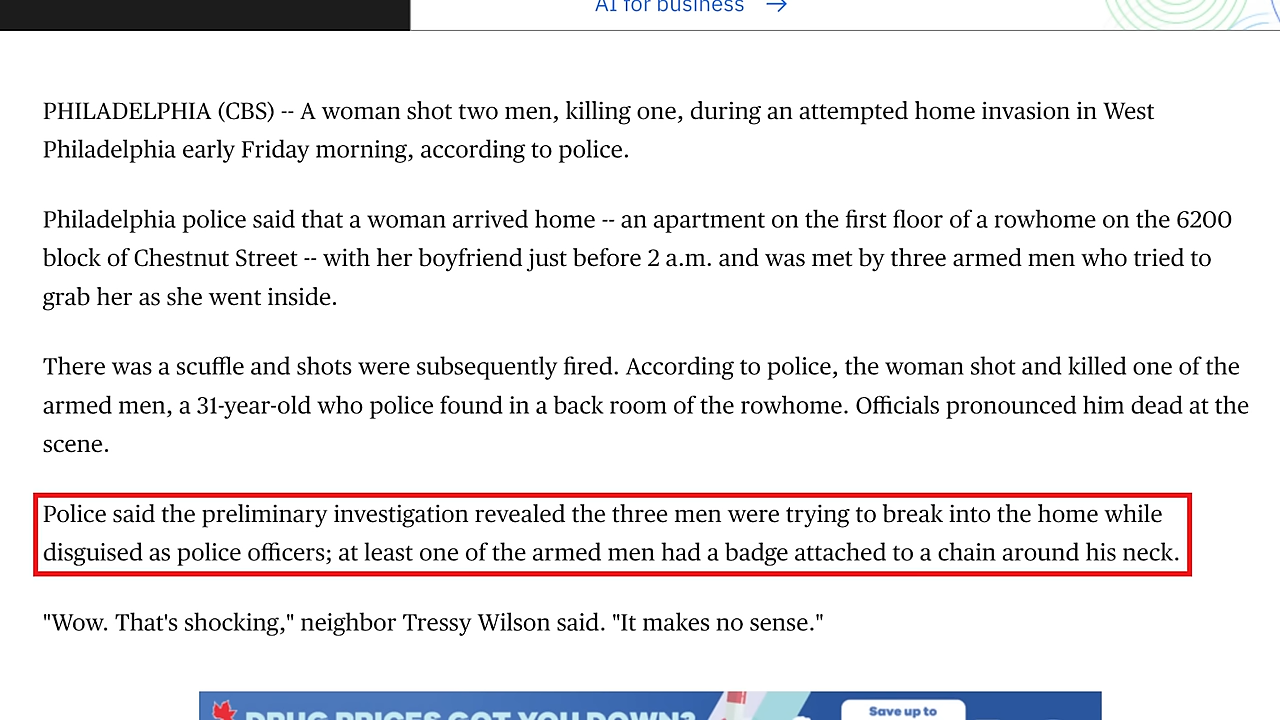 AI for business →
PHILADELPHIA (CBS) -- A woman shot two men, killing one, during an attempted home invasion in West
Philadelphia early Friday morning, according to police.
Philadelphia police said that a woman arrived home -- an apartment on the first floor of a rowhome on the 6200
block of Chestnut Street -- with her boyfriend just before 2 a.m. and was met by three armed men who tried to
grab her as she went inside.
There was a scuffle and shots were subsequently fired. According to police, the woman shot and killed one of the
armed men, a 31-year-old who police found in a back room of the rowhome. Officials pronounced him dead at the
scene.
Police said the preliminary investigation revealed the three men were trying to break into the home while
disguised as police officers; at least one of the armed men had a badge attached to a chain around his neck.
"Wow. That's shocking," neighbor Tressy Wilson said. "It makes no sense."
DRUG PRICES GOT YOU DOWN?
Save up to